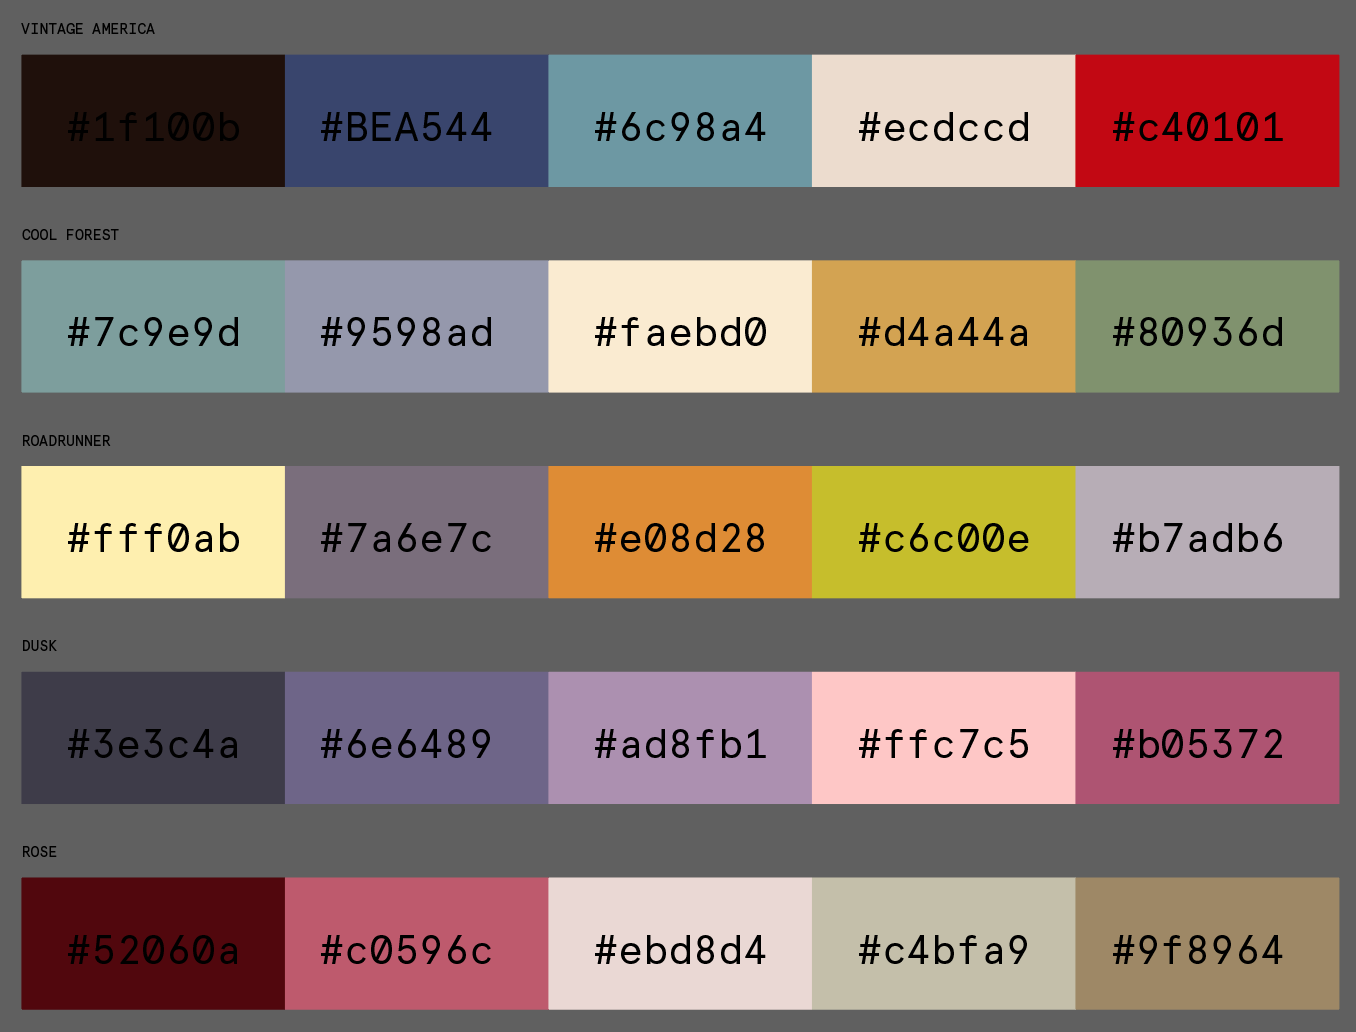 VINTAGE AMERICA
#1f100b #BEA544 #6c98a4 #ecdccd #c40101
COOL FOREST
#7c9e9d #9598ad #faebd0 #d4a44a #80936d
ROADRUNNER
#fff0ab #7a6e7c #e08d28 #c6c00e #b7adb6
DUSK
#3e3c4a #6e6489 #ad8fb1 #ffc7c5 #b05372
ROSE
#52060a #c0596c #ebd8d4 #c4bfa9 #9f8964